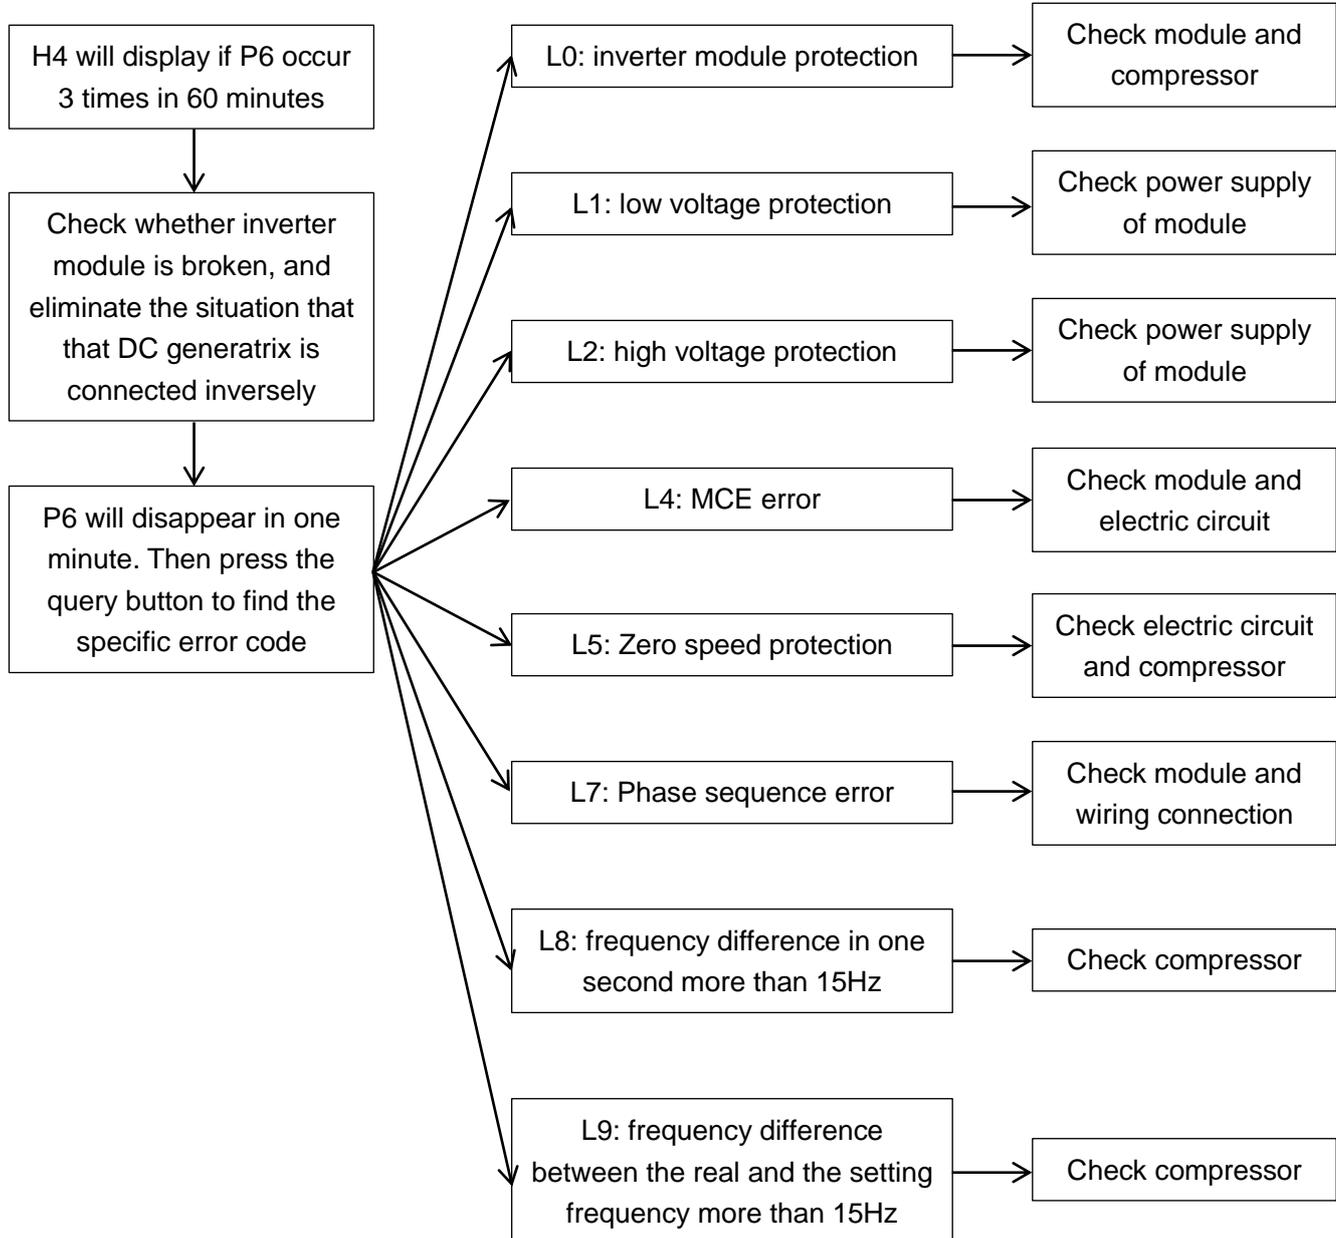 H4 will display if P6 occur
3 times in 60 minutes
Check whether inverter
module is broken, and
eliminate the situation that
that DC generatrix is
connected inversely
P6 will disappear in one
minute. Then press the
query button to find the
specific error code
L0: inverter module protection
Check module and
compressor
L1: low voltage protection
Check power supply
of module
L2: high voltage protection
Check power supply
of module
L4: MCE error
Check module and
electric circuit
L5: Zero speed protection
Check electric circuit
and compressor
L7: Phase sequence error
Check module and
wiring connection
L8: frequency difference in one
second more than 15Hz
Check compressor
L9: frequency difference
between the real and the setting
frequency more than 15Hz
Check compressor